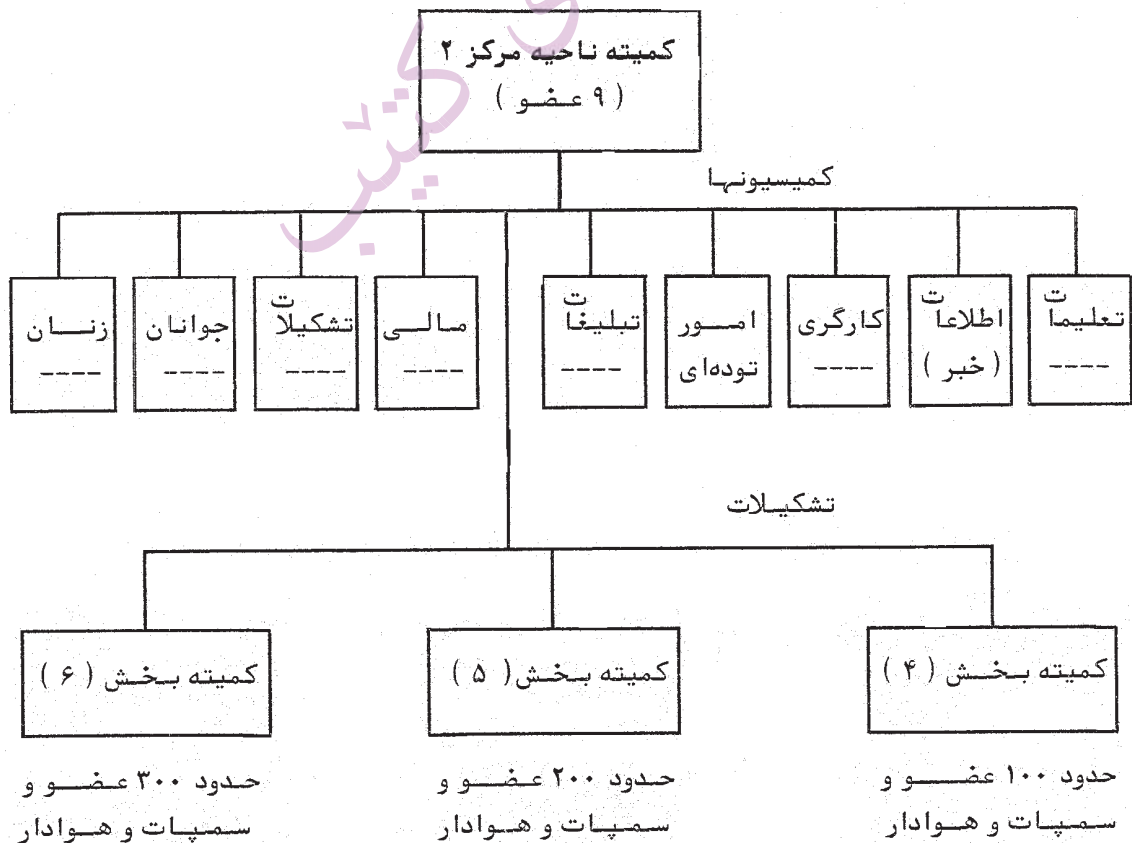 کمیته ناحیه مرکز ۲
( ۹ عضو )
کمیسیونها
تعلیمات
----
اطلاعات
( خبر )
کارگری
----
امور
توده‌ای
تبلیغات
----
مالی
----
تشکیلات
----
جوانان
----
زنان
----
تشکیلات
کمیته بخش ( ۴ )
حدود ۱۰۰ عضو و
سمپات و هوادار
کمیته بخش ( ۵ )
حدود ۲۰۰ عضو و
سمپات و هوادار
کمیته بخش ( ۶ )
حدود ۳۰۰ عضو و
سمپات و هوادار